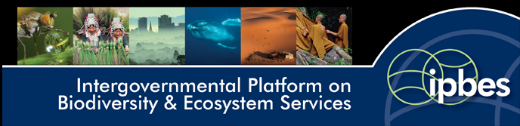 Intergovernmental Platform on
Biodiversity & Ecosystem Services
ipbes